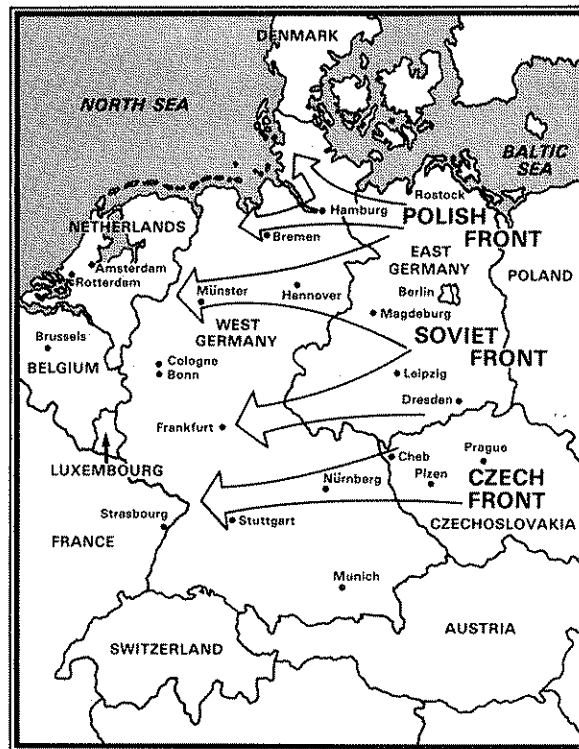 DENMARK
NORTH SEA
BALTIC
SEA
Rostock
Hamburg
POLISH
FRONT
NETHERLANDS
Bremen
EAST
GERMANY
POLAND
Amsterdam
Rotterdam
Münster
Hannover
Berlin
Magdeburg
WEST
GERMANY
SOVIET
FRONT
Brussels
BELGIUM
Cologne
Bonn
Leipzig
Dresden
Frankfurt
LUXEMBOURG
Cheb
Prague
Plzen
Nürnberg
CZECH
FRONT
CZECHOSLOVAKIA
Strasbourg
Stuttgart
FRANCE
Munich
AUSTRIA
SWITZERLAND